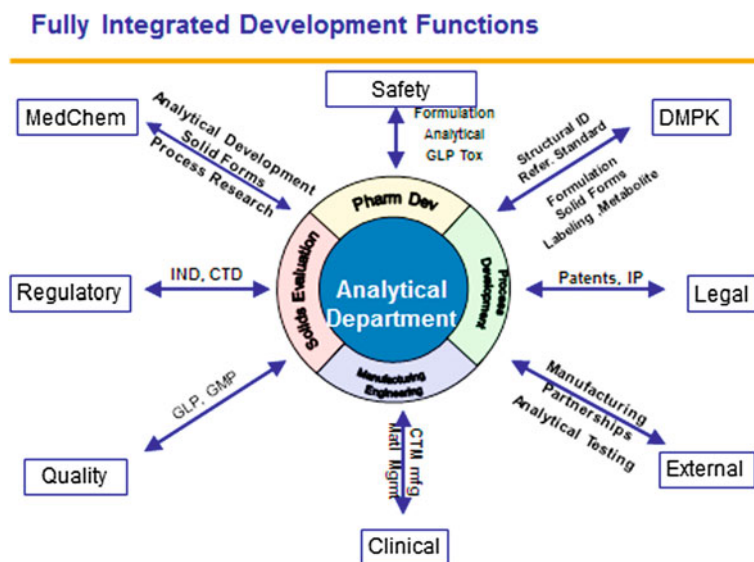 Fully Integrated Development Functions
Safety
MedChem
DMPK
Analytical Development
Solid Forms
Process Research
Formulation
Analytical
GLP Tox
Structural ID
Refer. Standard
Formulation
Solid Forms
Labeling ,Metabolite
Pharm Dev
Solids Evaluation
Process
Development
Analytical
Department
Manufacturing
Engineering
Regulatory
IND, CTD
Patents, IP
Legal
GLP, GMP
Quality
CTM mfg
Matl Mgmt
Manufacturing
Partnerships
Analytical Testing
External
Clinical